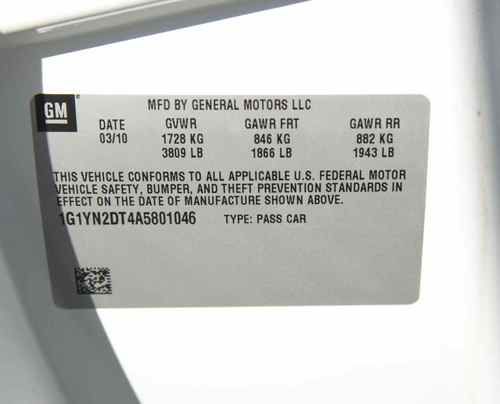 GM
MFD BY GENERAL MOTORS LLC
DATE GVWR GAWR FRT GAWR RR
03/10 1728 KG 846 KG 882 KG
3809 LB 1866 LB 1943 LB
THIS VEHICLE CONFORMS TO ALL APPLICABLE U.S. FEDERAL MOTOR
VEHICLE SAFETY, BUMPER, AND THEFT PREVENTION STANDARDS IN
EFFECT ON THE DATE OF MANUFACTURE SHOWN ABOVE.
1G1YN2DT4A5801046 TYPE: PASS CAR